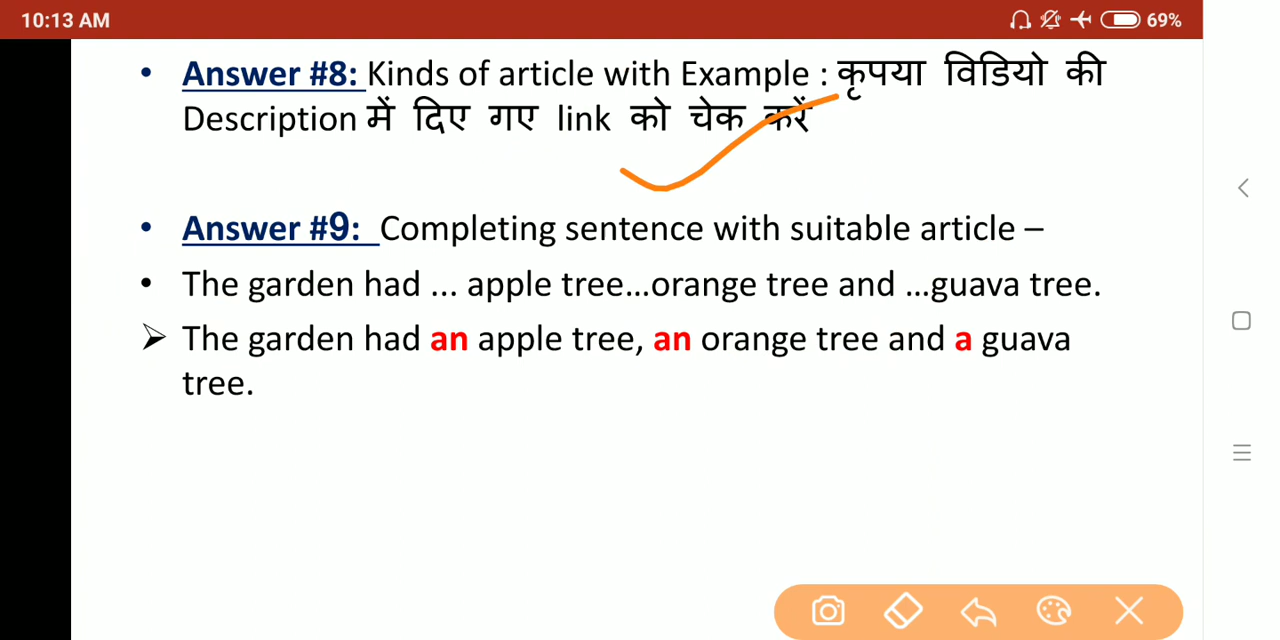 10:13 AM 69%
• Answer #8: Kinds of article with Example : कृपया विडियो की
Description में दिए गए link को चेक करें
• Answer #9: Completing sentence with suitable article –
• The garden had ... apple tree...orange tree and ...guava tree.
➢ The garden had an apple tree, an orange tree and a guava
tree.